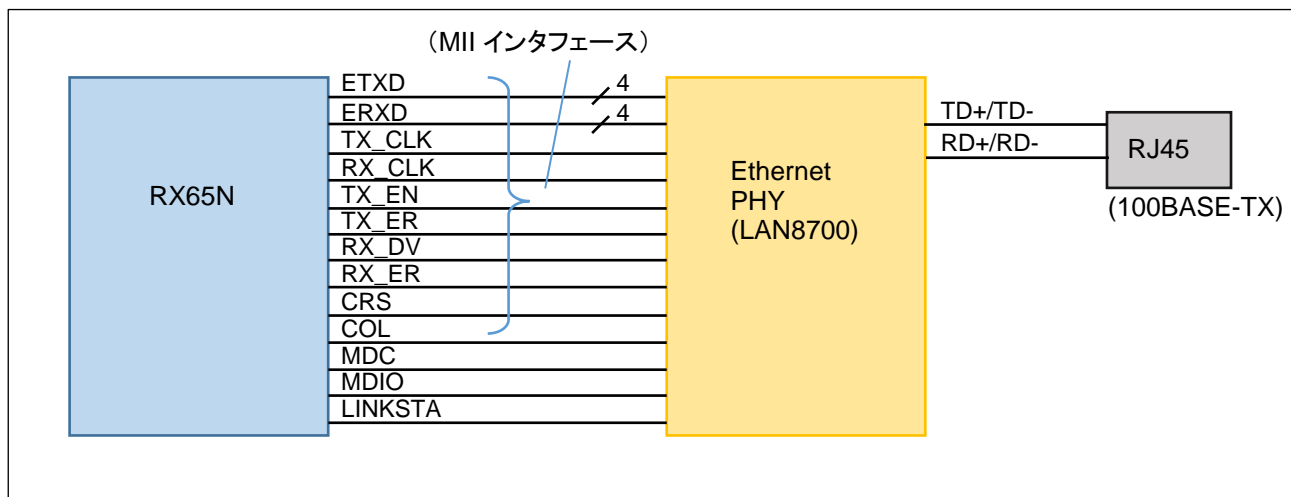 (MII インタフェース)
RX65N
ETXD
4
ERXD
4
TX_CLK
RX_CLK
TX_EN
TX_ER
RX_DV
RX_ER
CRS
COL
MDC
MDIO
LINKSTA
Ethernet
PHY
(LAN8700)
TD+/TD-
RD+/RD-
RJ45
(100BASE-TX)